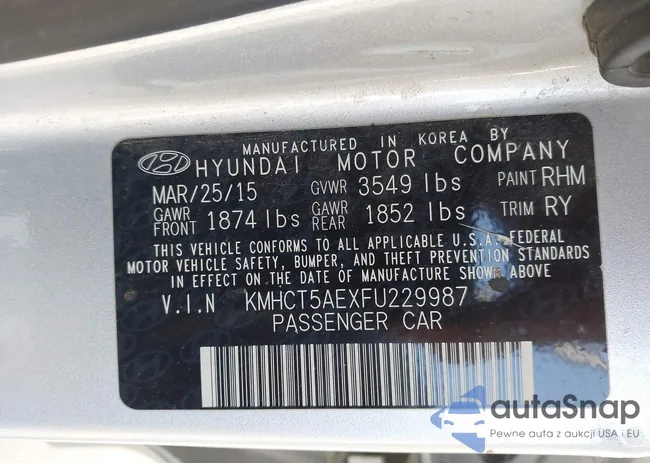 MANUFACTURED IN KOREA BY
HYUNDAI MOTOR COMPANY
MAR/25/15 GVWR 3549 lbs PAINT RHM
GAWR FRONT 1874 lbs GAWR REAR 1852 lbs TRIM RY
THIS VEHICLE CONFORMS TO ALL APPLICABLE U.S.A. FEDERAL
MOTOR VEHICLE SAFETY, BUMPER, AND THEFT PREVENTION STANDARDS
IN EFFECT ON THE DATE OF MANUFACTURE SHOWN ABOVE
V.I.N KMHCT5AEXFU229987
PASSENGER CAR
autaSnap
Pewne auta z aukcji USA i EU